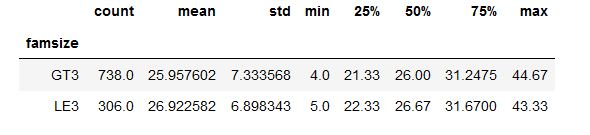 count mean std min 25% 50% 75% max
famsize
GT3 738.0 25.957602 7.333568 4.0 21.33 26.00 31.2475 44.67
LE3 306.0 26.922582 6.898343 5.0 22.33 26.67 31.6700 43.33